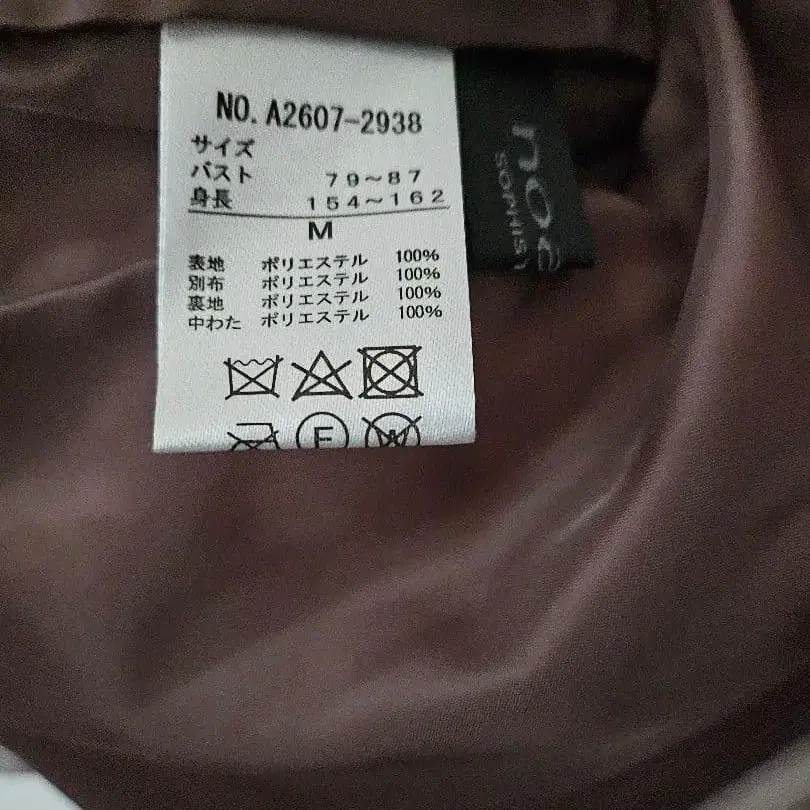 NO. A2607-2938
サイズ
バスト 79~87
身長 154~162
M
表地 ポリエステル 100%
別布 ポリエステル 100%
裏地 ポリエステル 100%
中わた ポリエステル 100%
F
W